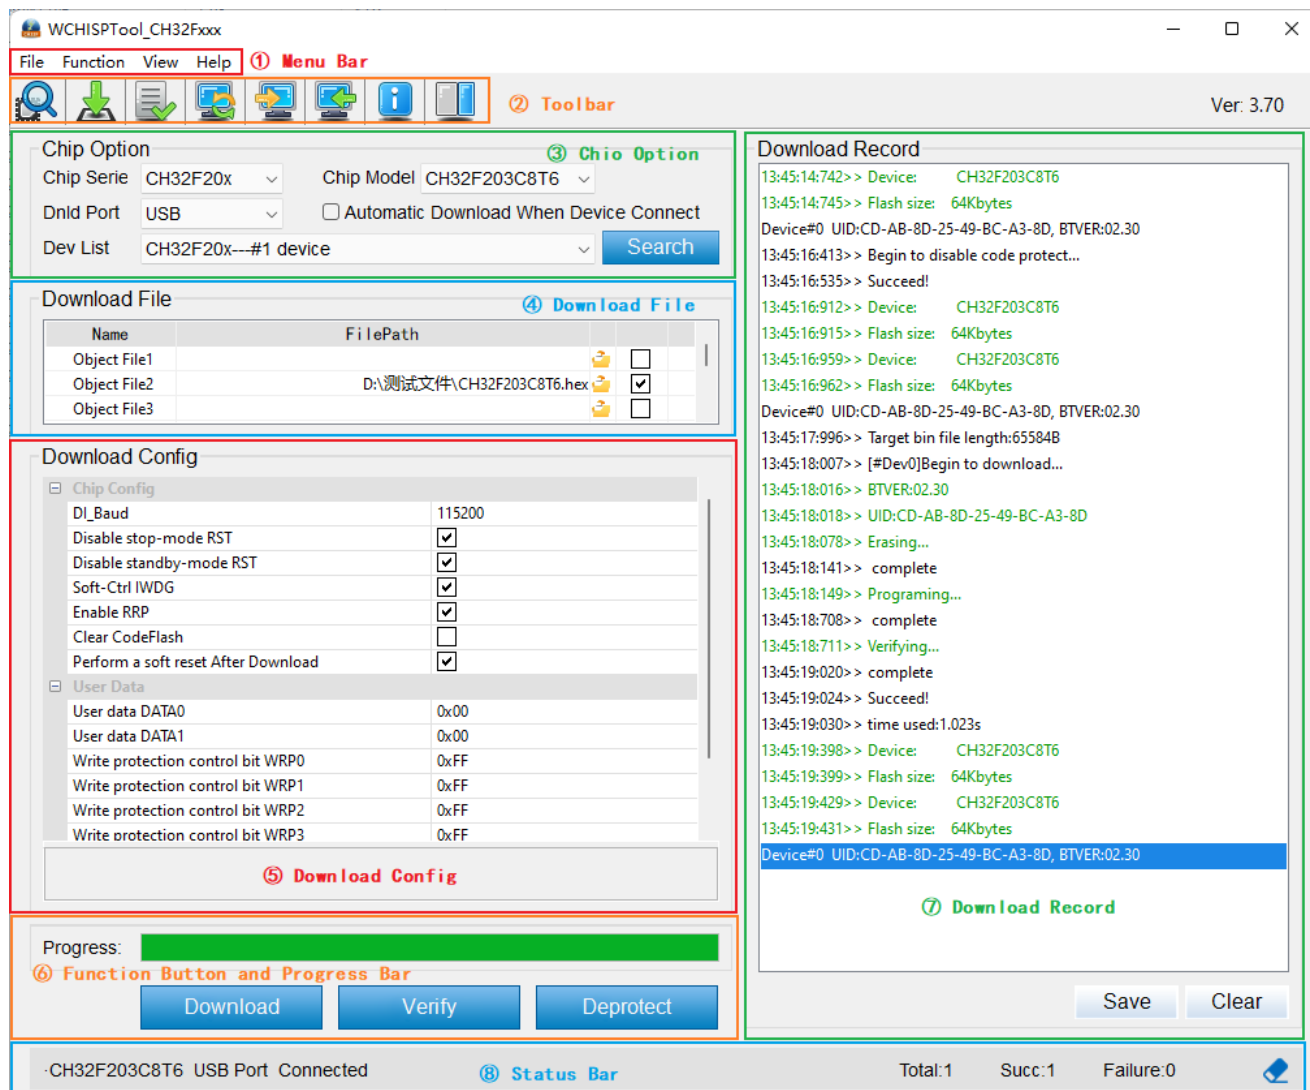 WCHISPTool_CH32Fxxx
File Function View Help ① Menu Bar
② Toolbar
Ver: 3.70
Chip Option
③ Chio Option
Chip Serie CH32F20x Chip Model CH32F203C8T6
Dnld Port USB Automatic Download When Device Connect
Dev List CH32F20x---#1 device Search
Download File
④ Download File
Name FilePath
Object File1
Object File2 D:\测试文件\CH32F203C8T6.hex
Object File3
Download Config
Chip Config
DI_Baud 115200
Disable stop-mode RST
Disable standby-mode RST
Soft-Ctrl IWDG
Enable RRP
Clear CodeFlash
Perform a soft reset After Download
User Data
User data DATA0 0x00
User data DATA1 0x00
Write protection control bit WRP0 0xFF
Write protection control bit WRP1 0xFF
Write protection control bit WRP2 0xFF
Write protection control bit WRP3 0xFF
⑤ Download Config
Progress:
⑥ Function Button and Progress Bar
Download Verify Deprotect
Download Record
13:45:14:742>> Device: CH32F203C8T6
13:45:14:745>> Flash size: 64Kbytes
Device#0 UID:CD-AB-8D-25-49-BC-A3-8D, BTVER:02.30
13:45:16:413>> Begin to disable code protect...
13:45:16:535>> Succeed!
13:45:16:912>> Device: CH32F203C8T6
13:45:16:915>> Flash size: 64Kbytes
13:45:16:959>> Device: CH32F203C8T6
13:45:16:962>> Flash size: 64Kbytes
Device#0 UID:CD-AB-8D-25-49-BC-A3-8D, BTVER:02.30
13:45:17:996>> Target bin file length:65584B
13:45:18:007>> [#Dev0]Begin to download...
13:45:18:016>> BTVER:02.30
13:45:18:018>> UID:CD-AB-8D-25-49-BC-A3-8D
13:45:18:078>> Erasing...
13:45:18:141>> complete
13:45:18:149>> Programing...
13:45:18:708>> complete
13:45:18:711>> Verifying...
13:45:19:020>> complete
13:45:19:024>> Succeed!
13:45:19:030>> time used:1.023s
13:45:19:398>> Device: CH32F203C8T6
13:45:19:399>> Flash size: 64Kbytes
13:45:19:429>> Device: CH32F203C8T6
13:45:19:431>> Flash size: 64Kbytes
Device#0 UID:CD-AB-8D-25-49-BC-A3-8D, BTVER:02.30
⑦ Download Record
Save Clear
·CH32F203C8T6 USB Port Connected ⑧ Status Bar Total:1 Succ:1 Failure:0